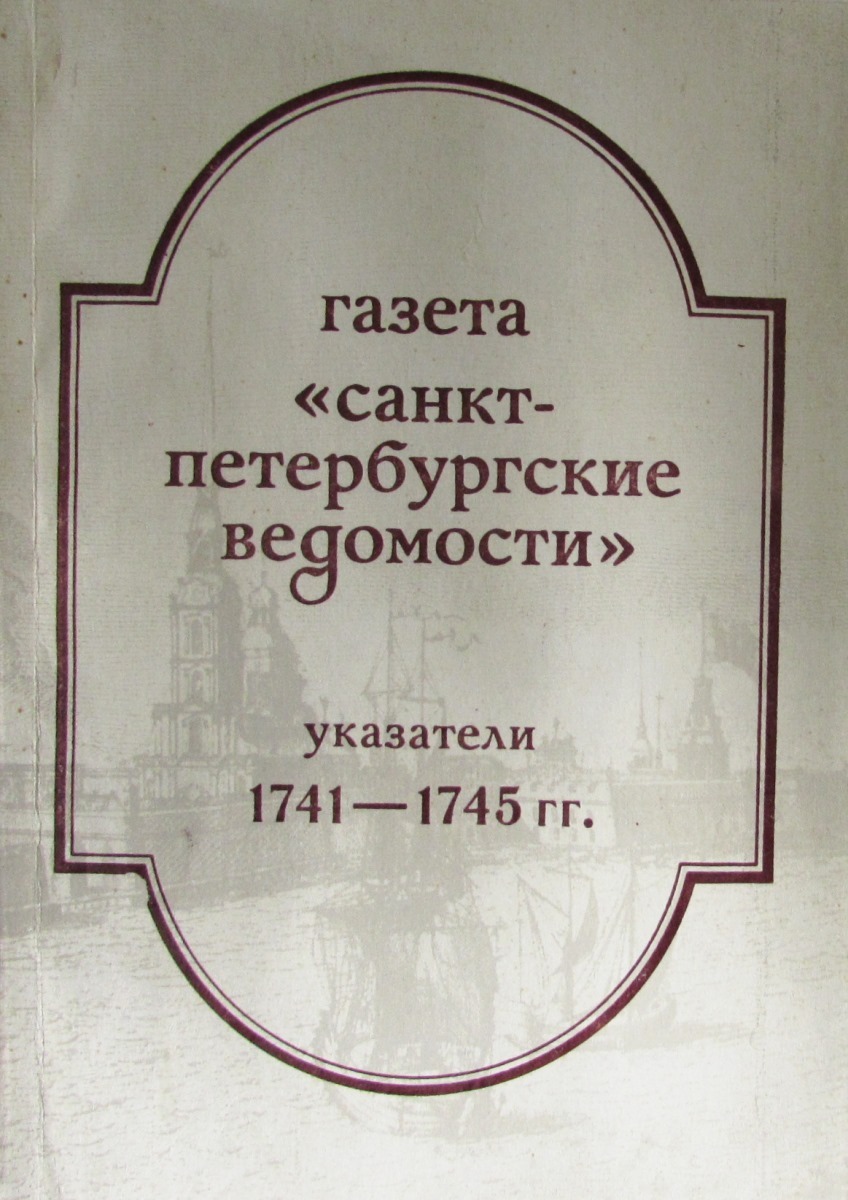 газета
«санкт-
петербургские
ведомости»
указатели
1741—1745 гг.